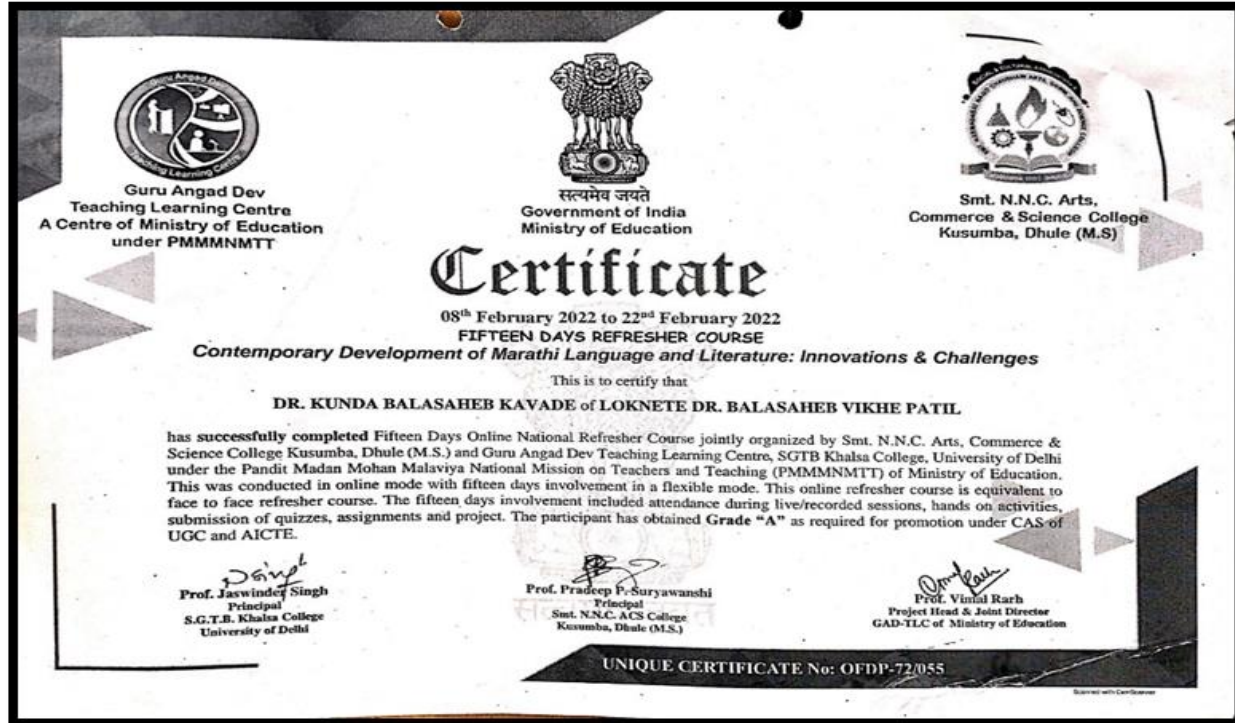 Guru Angad Dev
Teaching Learning Centre
Guru Angad Dev
Teaching Learning Centre
A Centre of Ministry of Education
under PMMMNMTT
सत्यमेव जयते
Government of India
Ministry of Education
Smt. N.N.C. Arts,
Commerce & Science College
Kusumba, Dhule (M.S)
Certificate
08th February 2022 to 22nd February 2022
FIFTEEN DAYS REFRESHER COURSE
Contemporary Development of Marathi Language and Literature: Innovations & Challenges
This is to certify that
DR. KUNDA BALASAHEB KAVADE of LOKNETE DR. BALASAHEB VIKHE PATIL
has successfully completed Fifteen Days Online National Refresher Course jointly organized by Smt. N.N.C. Arts, Commerce &
Science College Kusumba, Dhule (M.S.) and Guru Angad Dev Teaching Learning Centre, SGTB Khalsa College, University of Delhi
under the Pandit Madan Mohan Malaviya National Mission on Teachers and Teaching (PMMMNMTT) of Ministry of Education.
This was conducted in online mode with fifteen days involvement in a flexible mode. This online refresher course is equivalent to
face to face refresher course. The fifteen days involvement included attendance during live/recorded sessions, hands on activities,
submission of quizzes, assignments and project. The participant has obtained Grade “A” as required for promotion under CAS of
UGC and AICTE.
Prof. Jaswinder Singh
Principal
S.G.T.B. Khalsa College
University of Delhi
Prof. Pradeep P. Suryawanshi
Principal
Smt. N.N.C. ACS College
Kusumba, Dhule (M.S.)
Prof. Vimal Rarh
Project Head & Joint Director
GAD-TLC of Ministry of Education
UNIQUE CERTIFICATE No: OFDP-72/055
Scanned with CamScanner